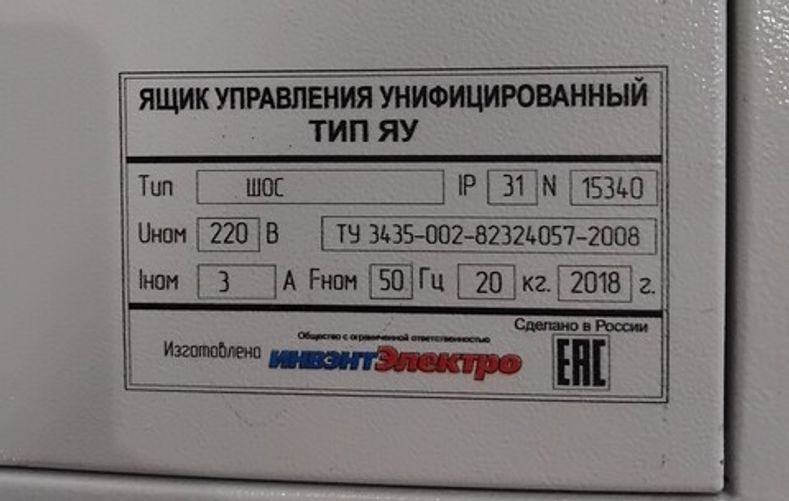 ЯЩИК УПРАВЛЕНИЯ УНИФИЦИРОВАННЫЙ
ТИП ЯУ
Тип ШОС IP 31 N 15340
Uном 220 В ТУ 3435-002-82324057-2008
Iном 3 А Fном 50 Гц 20 кг. 2018 г.
Сделано в России
Общество с ограниченной ответственностью
Изготовлено ИНВЭНТЭлектро EAC